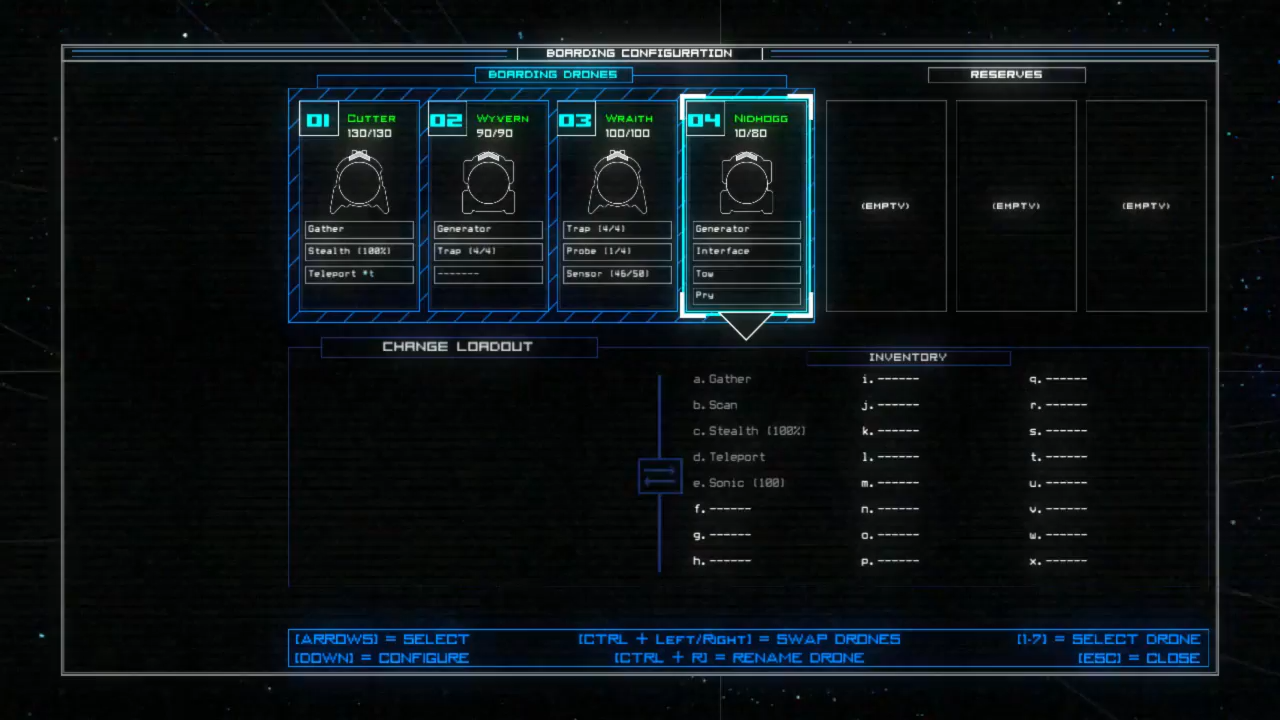 BOARDING CONFIGURATION
BOARDING DRONES
RESERVES
01 CUTTER
130/130
Gather
Stealth (100%)
Teleport *t
02 WYVERN
90/90
Generator
Trap (4/4)
-------
03 WRAITH
100/100
Trap (4/4)
Probe (1/4)
Sensor (46/50)
04 NIDHOGG
10/80
Generator
Interface
Tow
Pry
(EMPTY)
(EMPTY)
(EMPTY)
CHANGE LOADOUT
INVENTORY
a. Gather
b. Scan
c. Stealth (100%)
d. Teleport
e. Sonic (100)
f. ------
g. ------
h. ------
i. ------
j. ------
k. ------
l. ------
m. ------
n. ------
o. ------
p. ------
q. ------
r. ------
s. ------
t. ------
u. ------
v. ------
w. ------
x. ------
[ARROWS] = SELECT
[CTRL + LEFT/RIGHT] = SWAP DRONES
[1-7] = SELECT DRONE
[DOWN] = CONFIGURE
[CTRL + R] = RENAME DRONE
[ESC] = CLOSE